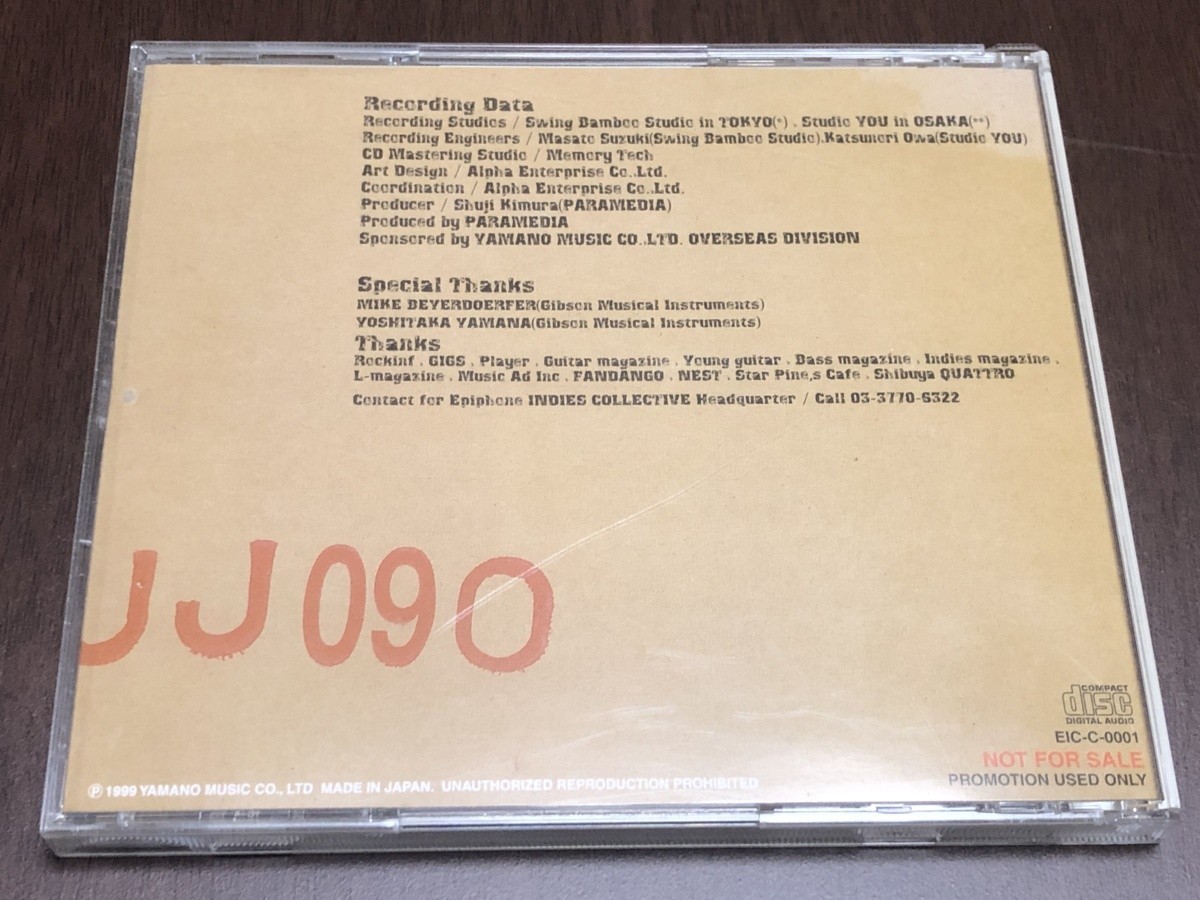 Recording Data
Recording Studios / Swing Bamboo Studio in TOKYO(*) . Studio YOU in OSAKA(**)
Recording Engineers / Masato Suzuki(Swing Bamboo Studio).Katsunori Owa(Studio YOU)
CD Mastering Studio / Memory Tech
Art Design / Alpha Enterprise Co.,Ltd.
Coordination / Alpha Enterprise Co.,Ltd.
Producer / Shuji Kimura(PARAMEDIA)
Produced by PARAMEDIA
Sponsored by YAMANO MUSIC CO.,LTD. OVERSEAS DIVISION
Special Thanks
MIKE BEYERDOERFER(Gibson Musical Instruments)
YOSHITAKA YAMANA(Gibson Musical Instruments)
Thanks
Rockinf . GIGS . Player . Guitar magazine . Young guitar . Bass magazine . Indies magazine .
L-magazine . Music Ad Inc . FANDANGO . NEST . Star Pine,s Cafe . Shibuya QUATTRO
Contact for Epiphone INDIES COLLECTIVE Headquarter / Call 03-3770-6322
JJ090
COMPACT
disc
DIGITAL AUDIO
EIC-C-0001
NOT FOR SALE
PROMOTION USED ONLY
Ⓟ 1999 YAMANO MUSIC CO., LTD MADE IN JAPAN. UNAUTHORIZED REPRODUCTION PROHIBITED